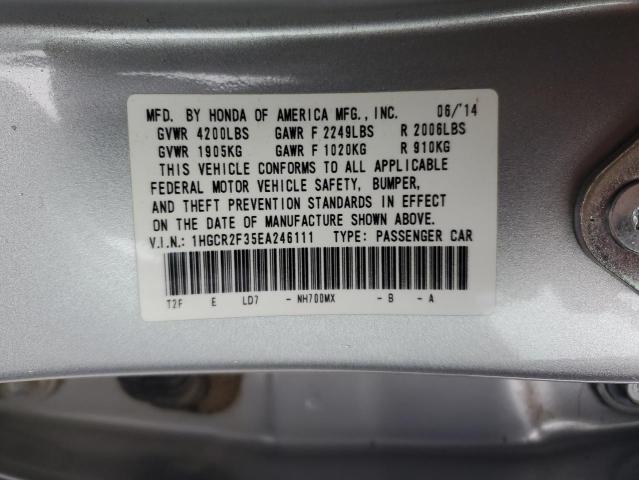 MFD. BY HONDA OF AMERICA MFG., INC. 06/'14
GVWR 4200LBS GAWR F 2249LBS R 2006LBS
GVWR 1905KG GAWR F 1020KG R 910KG
THIS VEHICLE CONFORMS TO ALL APPLICABLE
FEDERAL MOTOR VEHICLE SAFETY, BUMPER,
AND THEFT PREVENTION STANDARDS IN EFFECT
ON THE DATE OF MANUFACTURE SHOWN ABOVE.
V.I.N.: 1HGCR2F35EA246111 TYPE: PASSENGER CAR
T2F E LD7 - NH700MX - B - A